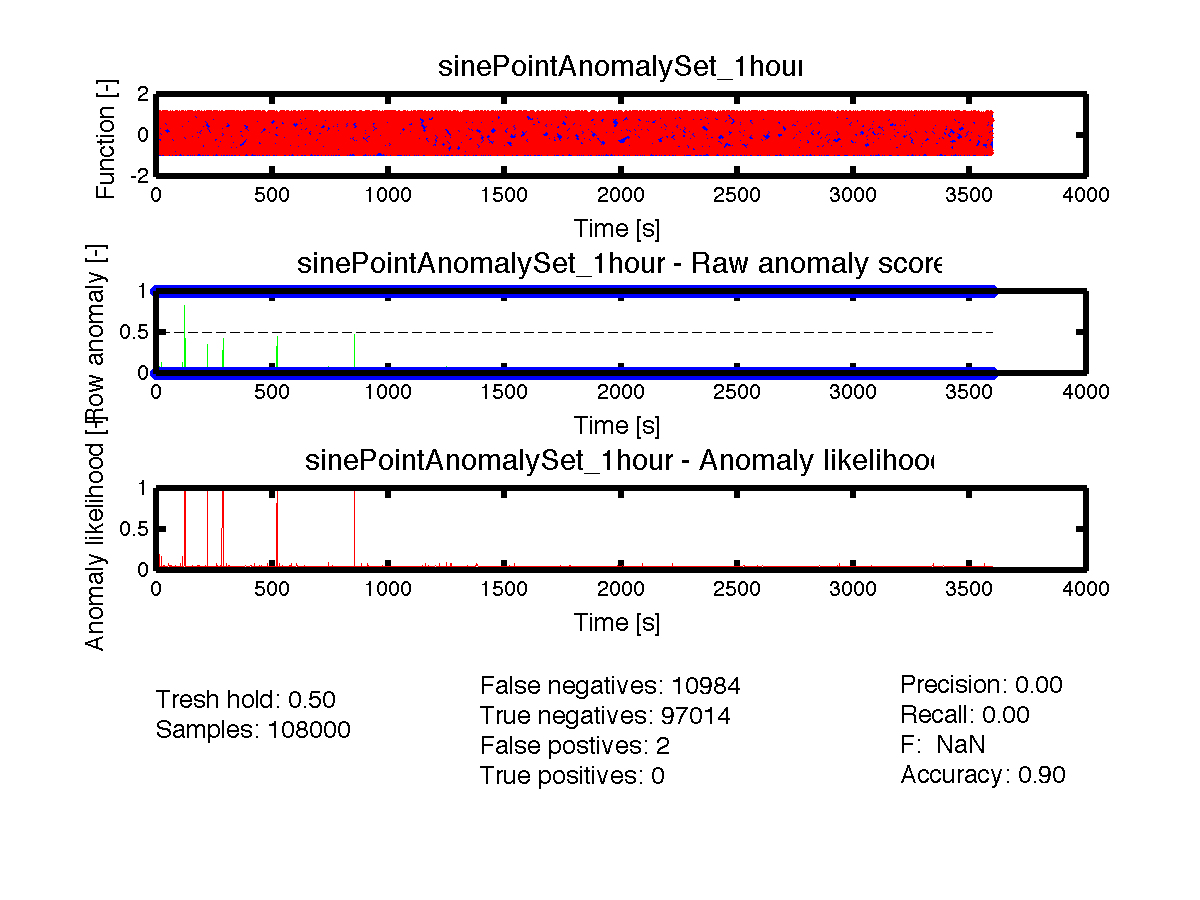 sinePointAnomalySet_1hour
Function [-]
2
0
-2
0 500 1000 1500 2000 2500 3000 3500 4000
Time [s]
sinePointAnomalySet_1hour - Raw anomaly score
Row anomaly [-]
1
0.5
0
0 500 1000 1500 2000 2500 3000 3500 4000
Time [s]
sinePointAnomalySet_1hour - Anomaly likelihood
Anomaly likelihood [-]
1
0.5
0
0 500 1000 1500 2000 2500 3000 3500 4000
Time [s]
Tresh hold: 0.50
Samples: 108000
False negatives: 10984
True negatives: 97014
False postives: 2
True positives: 0
Precision: 0.00
Recall: 0.00
F: NaN
Accuracy: 0.90